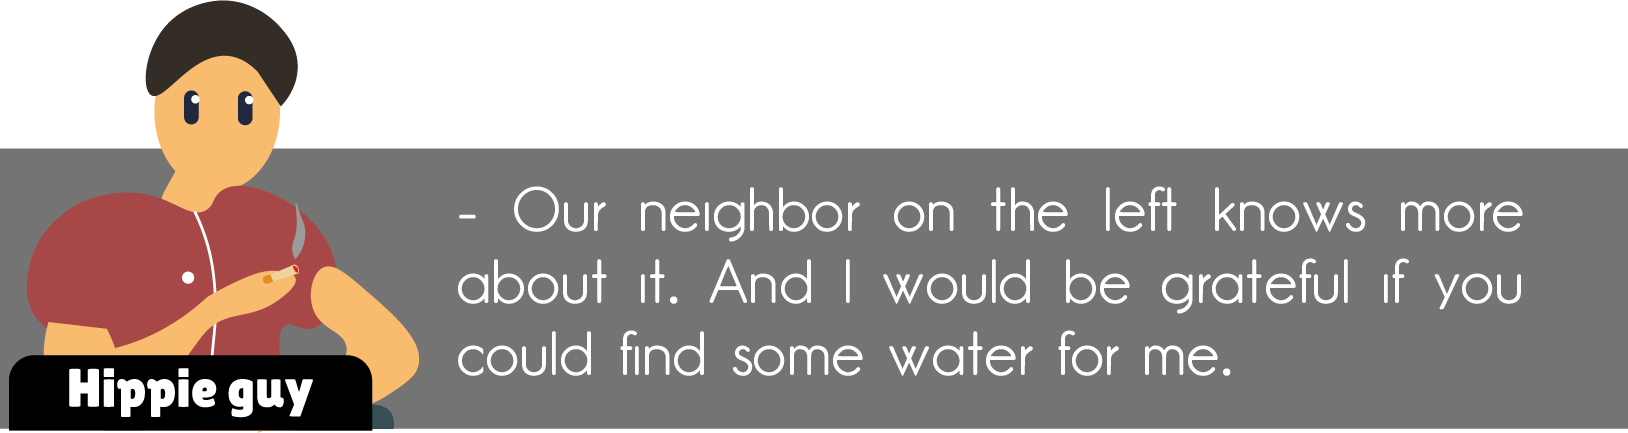 - Our neighbor on the left knows more
about it. And I would be grateful if you
could find some water for me.
Hippie guy